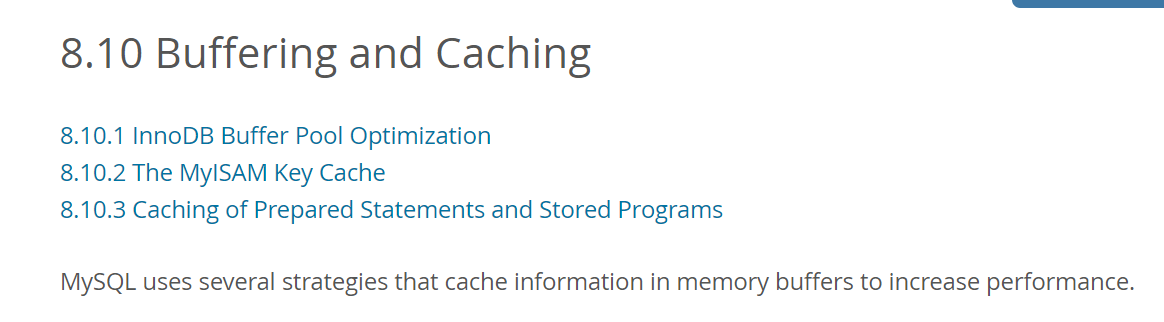 8.10 Buffering and Caching
8.10.1 InnoDB Buffer Pool Optimization
8.10.2 The MyISAM Key Cache
8.10.3 Caching of Prepared Statements and Stored Programs
MySQL uses several strategies that cache information in memory buffers to increase performance.